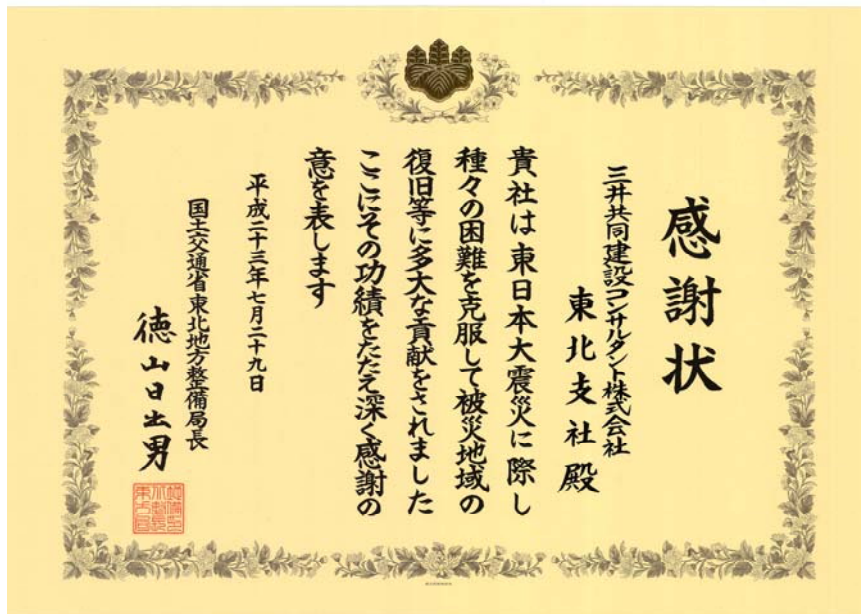 感謝状
三井共同建設コンサルタント株式会社
東北支社殿
貴社は東日本大震災に際し
種々の困難を克服して被災地域の
復旧等に多大な貢献をされました
ここにその功績をたたえ深く感謝の
意を表します
平成二十三年七月二十九日
国土交通省東北地方整備局長
徳山日出男